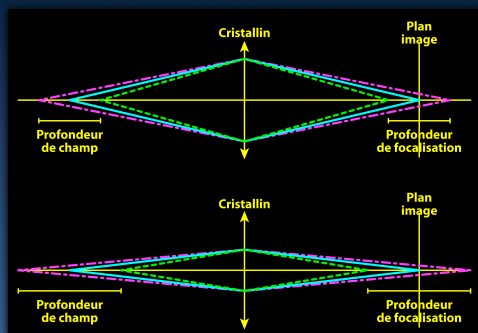 Cristallin
Plan
image
Profondeur
de champ
Profondeur
de focalisation
Cristallin
Plan
image
Profondeur
de champ
Profondeur
de focalisation